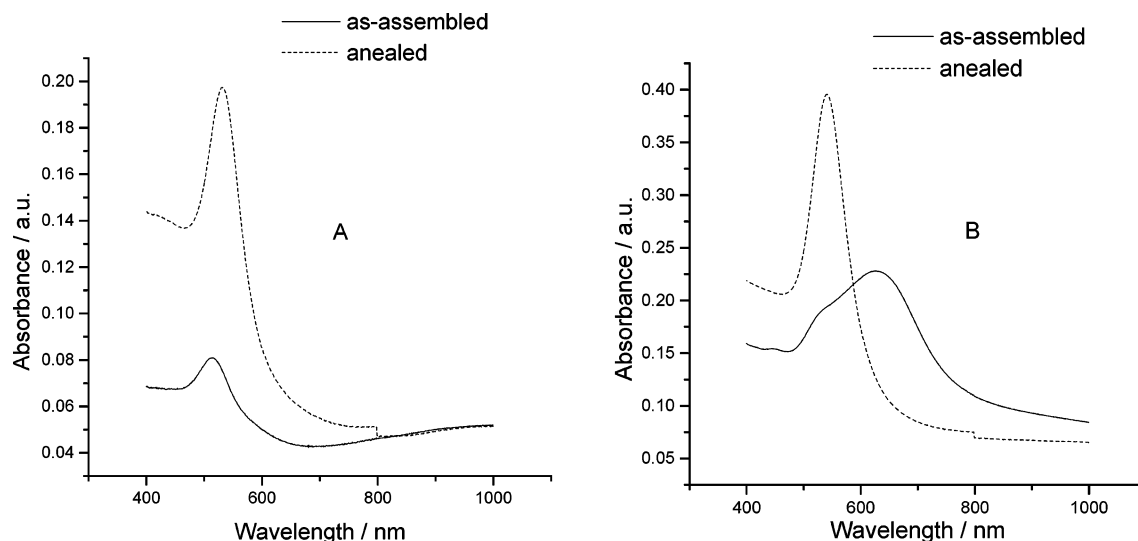 as-assembled
anealed
0.20
0.18
0.16
0.14
0.12
0.10
0.08
0.06
0.04
Absorbance / a.u.
A
400
600
800
1000
Wavelength / nm
as-assembled
anealed
0.40
0.35
0.30
0.25
0.20
0.15
0.10
0.05
Absorbance / a.u.
B
400
600
800
1000
Wavelength / nm